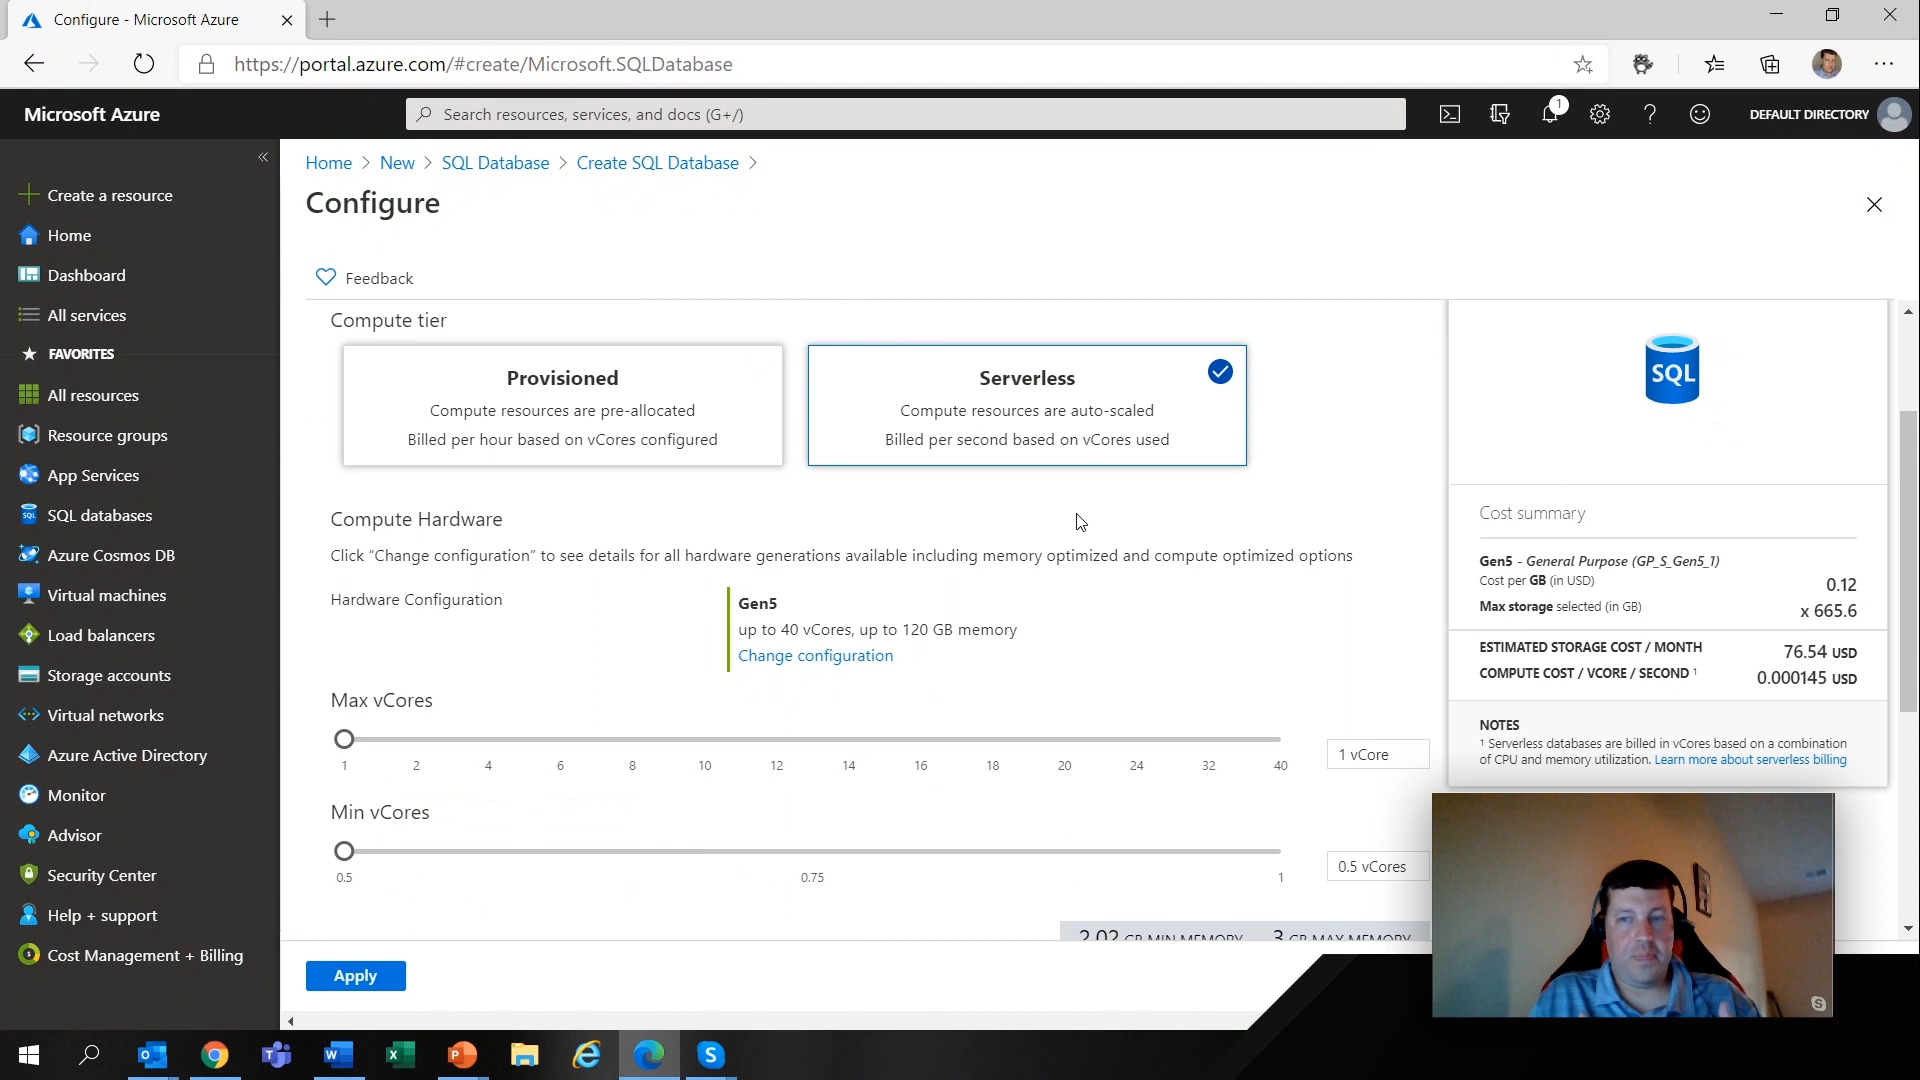 Configure - Microsoft Azure
https://portal.azure.com/#create/Microsoft.SQLDatabase
Microsoft Azure
Search resources, services, and docs (G+/)
1
DEFAULT DIRECTORY
Create a resource
Home
Dashboard
All services
FAVORITES
All resources
Resource groups
App Services
SQL databases
Azure Cosmos DB
Virtual machines
Load balancers
Storage accounts
Virtual networks
Azure Active Directory
Monitor
Advisor
Security Center
Help + support
Cost Management + Billing
Home > New > SQL Database > Create SQL Database >
Configure
Feedback
Compute tier
Provisioned
Compute resources are pre-allocated
Billed per hour based on vCores configured
Serverless
Compute resources are auto-scaled
Billed per second based on vCores used
Compute Hardware
Click "Change configuration" to see details for all hardware generations available including memory optimized and compute optimized options
Hardware Configuration
Gen5
up to 40 vCores, up to 120 GB memory
Change configuration
Max vCores
1 2 4 6 8 10 12 14 16 18 20 24 32 40
1 vCore
Min vCores
0.5 0.75 1
0.5 vCores
2.02 GB MIN MEMORY 3 GB MAX MEMORY
Apply
SQL
Cost summary
Gen5 - General Purpose (GP_S_Gen5_1)
Cost per GB (in USD) 0.12
Max storage selected (in GB) x 665.6
ESTIMATED STORAGE COST / MONTH 76.54 USD
COMPUTE COST / VCORE / SECOND 1 0.000145 USD
NOTES
1 Serverless databases are billed in vCores based on a combination
of CPU and memory utilization. Learn more about serverless billing